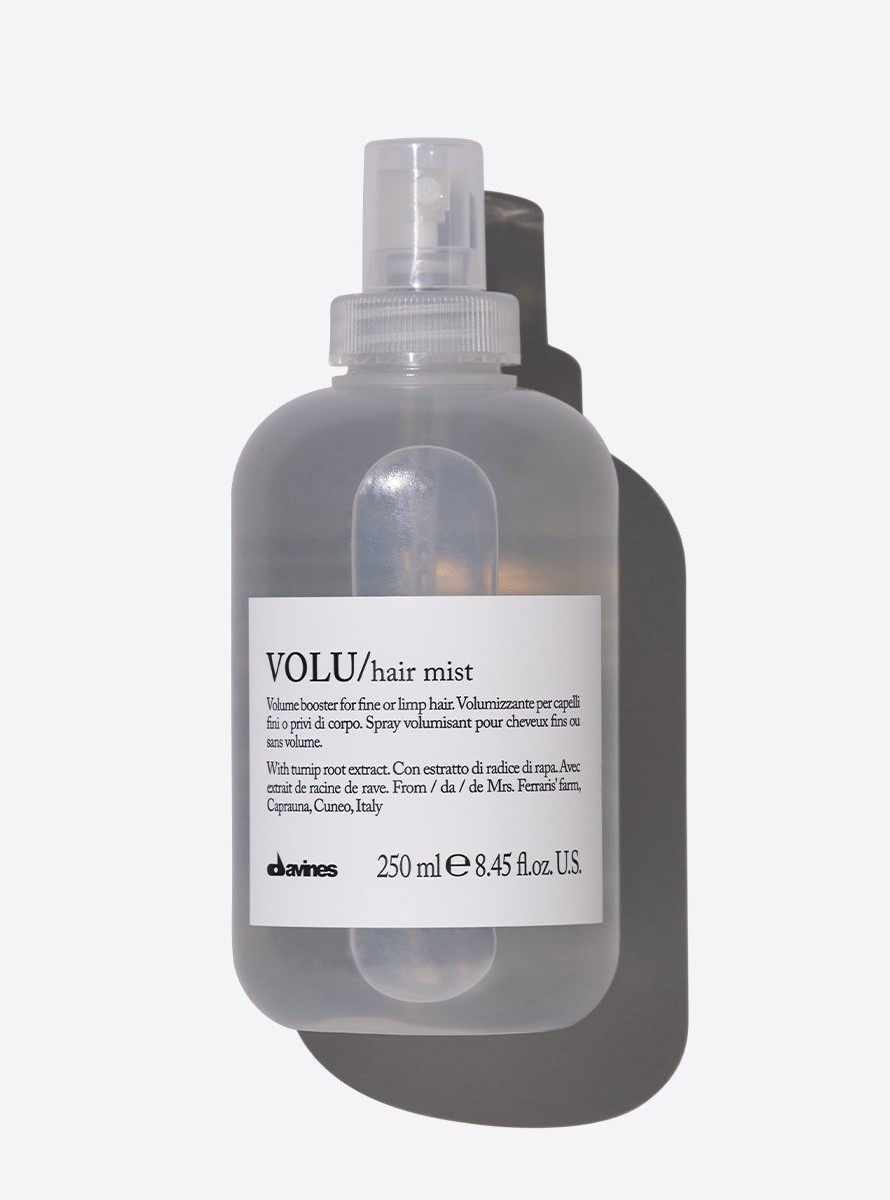 VOLU/hair mist
Volume booster for fine or limp hair. Volumizzante per capelli
fini o privi di corpo. Spray volumisant pour cheveux fins ou
sans volume.
With turnip root extract. Con estratto di radice di rapa. Avec
extrait de racine de rave. From / da / de Mrs. Ferraris' farm,
Caprauna, Cuneo, Italy
davines 250 ml ℮ 8.45 fl.oz. U.S.